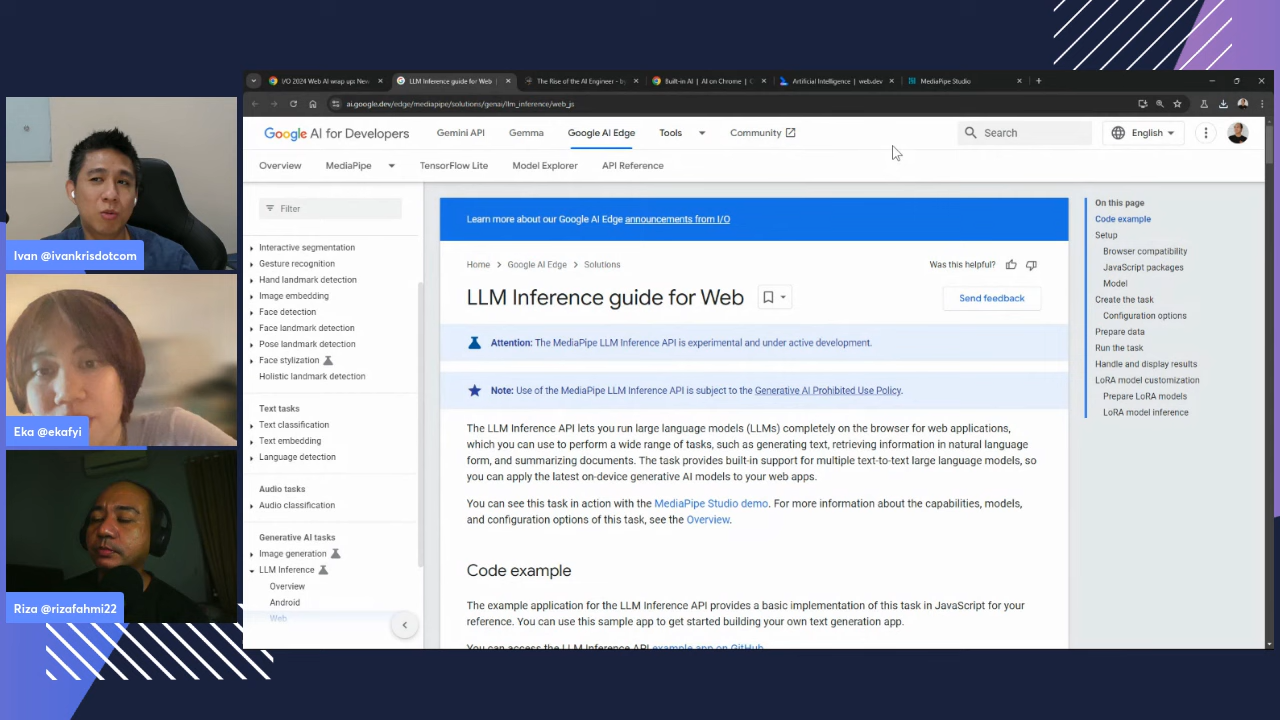 I/O 2024 Web AI wrap up: New
LLM Inference guide for Web
The Rise of the AI Engineer
Built-in AI | AI on Chrome
Artificial Intelligence | web.dev
MediaPipe Studio
ai.google.dev/edge/mediapipe/solutions/genai/llm_inference/web_js
Google AI for Developers
Gemini API
Gemma
Google AI Edge
Tools
Community
Search
English
Overview
MediaPipe
TensorFlow Lite
Model Explorer
API Reference
Filter
Interactive segmentation
Gesture recognition
Hand landmark detection
Image embedding
Face detection
Face landmark detection
Pose landmark detection
Face stylization
Holistic landmark detection
Text tasks
Text classification
Text embedding
Language detection
Audio tasks
Audio classification
Generative AI tasks
Image generation
LLM Inference
Overview
Android
Web
Learn more about our Google AI Edge announcements from I/O
Home
Google AI Edge
Solutions
Was this helpful?
LLM Inference guide for Web
Send feedback
Attention: The MediaPipe LLM Inference API is experimental and under active development.
Note: Use of the MediaPipe LLM Inference API is subject to the Generative AI Prohibited Use Policy.
The LLM Inference API lets you run large language models (LLMs) completely on the browser for web applications,
which you can use to perform a wide range of tasks, such as generating text, retrieving information in natural language
form, and summarizing documents. The task provides built-in support for multiple text-to-text large language models, so
you can apply the latest on-device generative AI models to your web apps.
You can see this task in action with the MediaPipe Studio demo. For more information about the capabilities, models,
and configuration options of this task, see the Overview.
Code example
The example application for the LLM Inference API provides a basic implementation of this task in JavaScript for your
reference. You can use this sample app to get started building your own text generation app.
You can access the LLM Inference API example app on GitHub.
On this page
Code example
Setup
Browser compatibility
JavaScript packages
Model
Create the task
Configuration options
Prepare data
Run the task
Handle and display results
LoRA model customization
Prepare LoRA models
LoRA model inference
Ivan @ivankrisdotcom
Eka @ekafyi
Riza @rizafahmi22